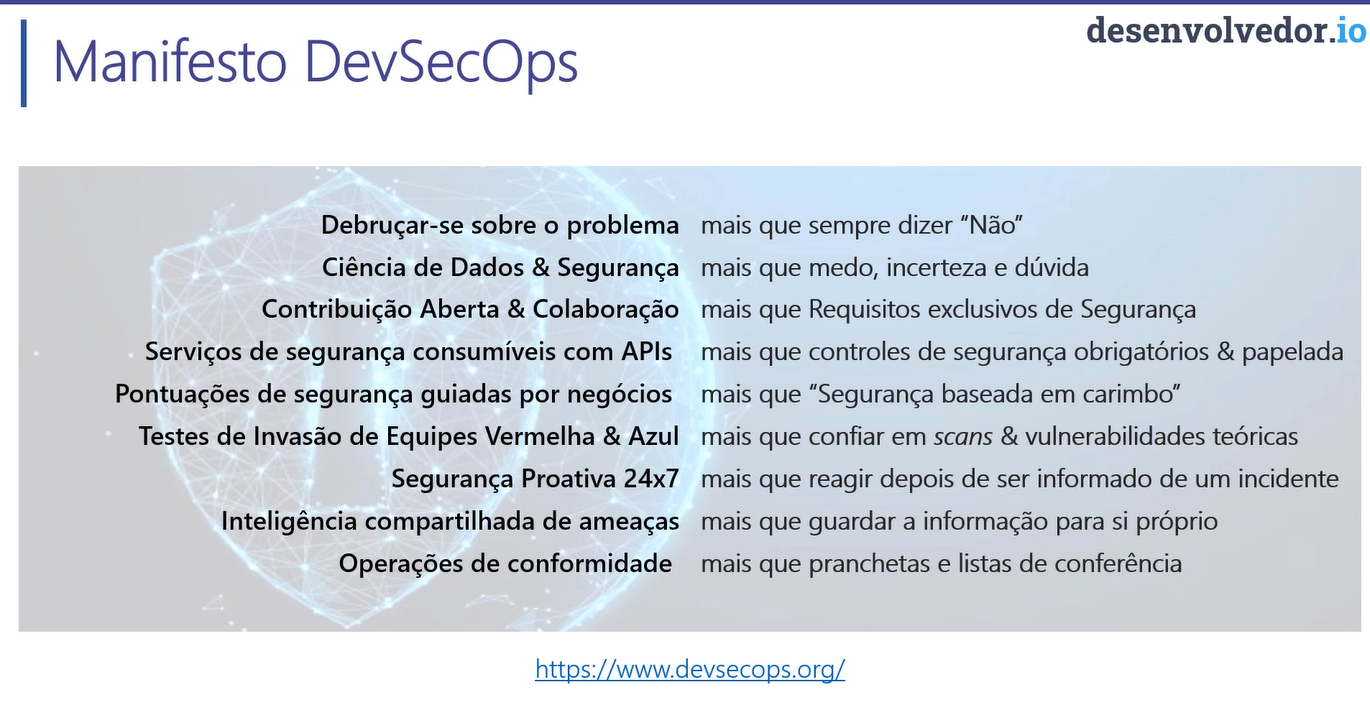 desenvolvedor.io
Manifesto DevSecOps
Debruçar-se sobre o problema mais que sempre dizer “Não”
Ciência de Dados & Segurança mais que medo, incerteza e dúvida
Contribuição Aberta & Colaboração mais que Requisitos exclusivos de Segurança
Serviços de segurança consumíveis com APIs mais que controles de segurança obrigatórios & papelada
Pontuações de segurança guiadas por negócios mais que “Segurança baseada em carimbo”
Testes de Invasão de Equipes Vermelha & Azul mais que confiar em scans & vulnerabilidades teóricas
Segurança Proativa 24x7 mais que reagir depois de ser informado de um incidente
Inteligência compartilhada de ameaças mais que guardar a informação para si próprio
Operações de conformidade mais que pranchetas e listas de conferência
https://www.devsecops.org/